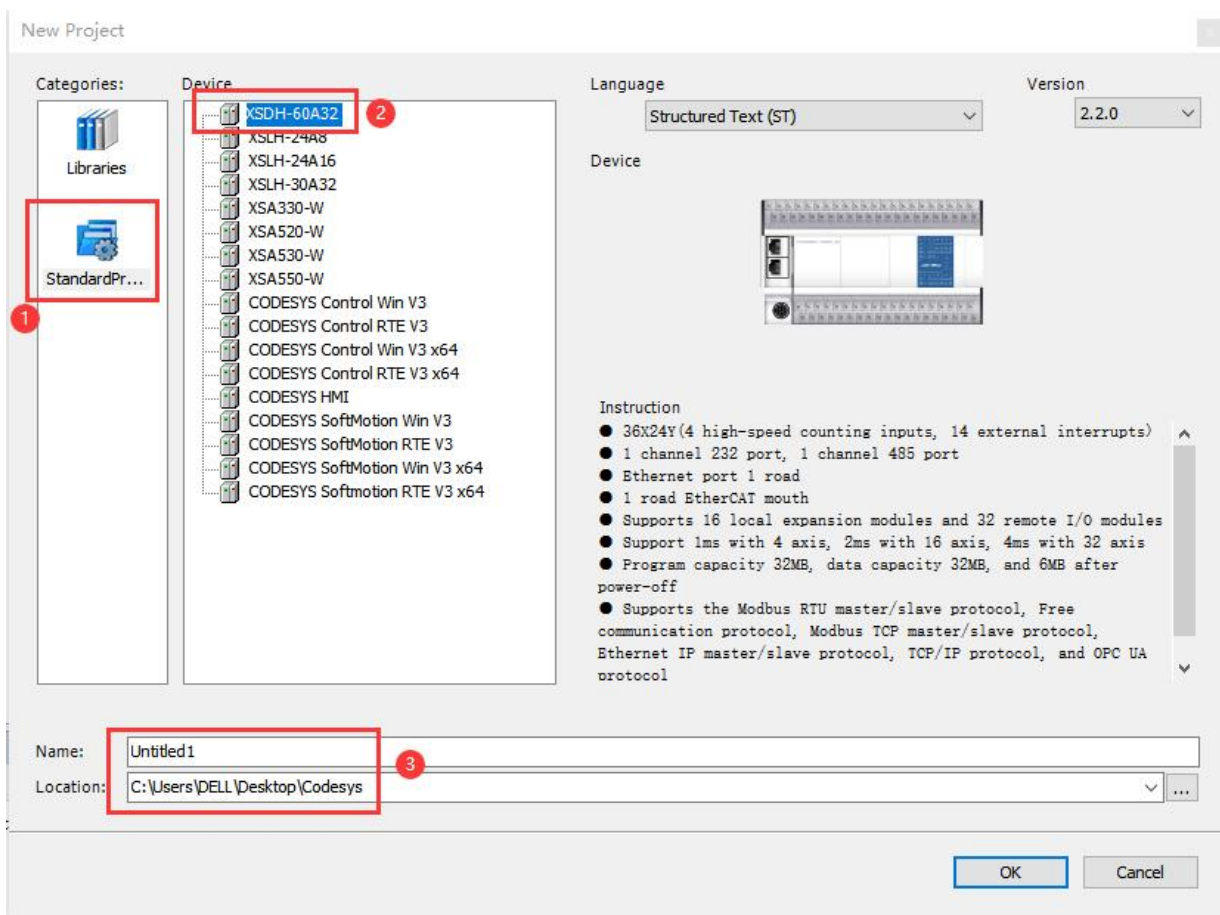 New Project
Categories:
Device
Language
Version
Libraries
StandardPr...
1
XSDH-60A32
2
XSLH-24A8
XSLH-24A16
XSLH-30A32
XSA330-W
XSA520-W
XSA530-W
XSA550-W
CODESYS Control Win V3
CODESYS Control RTE V3
CODESYS Control Win V3 x64
CODESYS Control RTE V3 x64
CODESYS HMI
CODESYS SoftMotion Win V3
CODESYS SoftMotion RTE V3
CODESYS SoftMotion Win V3 x64
CODESYS Softmotion RTE V3 x64
Structured Text (ST)
2.2.0
Device
Instruction
● 36X24Y(4 high-speed counting inputs, 14 external interrupts)
● 1 channel 232 port, 1 channel 485 port
● Ethernet port 1 road
● 1 road EtherCAT mouth
● Supports 16 local expansion modules and 32 remote I/O modules
● Support 1ms with 4 axis, 2ms with 16 axis, 4ms with 32 axis
● Program capacity 32MB, data capacity 32MB, and 6MB after
power-off
● Supports the Modbus RTU master/slave protocol, Free
communication protocol, Modbus TCP master/slave protocol,
Ethernet IP master/slave protocol, TCP/IP protocol, and OPC UA
protocol
Name:
Untitled1
3
Location:
C:\Users\DELL\Desktop\Codesys
...
OK
Cancel